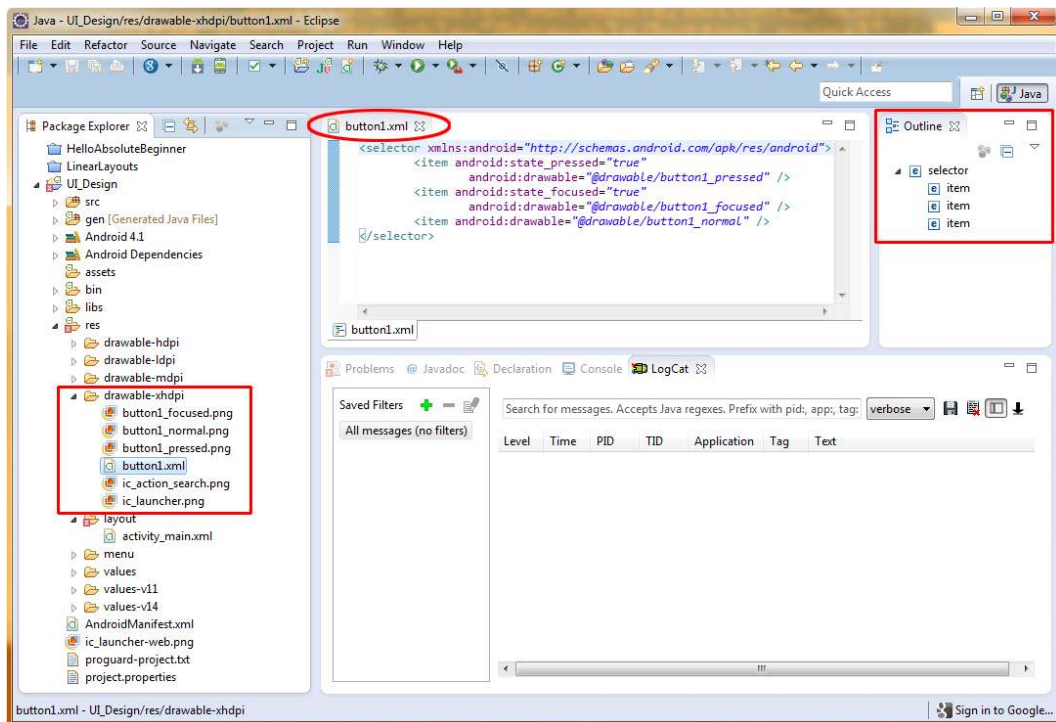 Java - UI_Design/res/drawable-xhdpi/button1.xml - Eclipse
File Edit Refactor Source Navigate Search Project Run Window Help
Quick Access
Java
Package Explorer
HelloAbsoluteBeginner
LinearLayouts
UI_Design
src
gen [Generated Java Files]
Android 4.1
Android Dependencies
assets
bin
libs
res
drawable-hdpi
drawable-ldpi
drawable-mdpi
drawable-xhdpi
button1_focused.png
button1_normal.png
button1_pressed.png
button1.xml
ic_action_search.png
ic_launcher.png
layout
activity_main.xml
menu
values
values-v11
values-v14
AndroidManifest.xml
ic_launcher-web.png
proguard-project.txt
project.properties
button1.xml
<selector xmlns:android="http://schemas.android.com/apk/res/android">
<item android:state_pressed="true"
android:drawable="@drawable/button1_pressed" />
<item android:state_focused="true"
android:drawable="@drawable/button1_focused" />
<item android:drawable="@drawable/button1_normal" />
</selector>
button1.xml
Outline
selector
item
item
item
Problems @ Javadoc Declaration Console LogCat
Saved Filters
All messages (no filters)
Search for messages. Accepts Java regexes. Prefix with pid:, app:, tag:
verbose
Level Time PID TID Application Tag Text
button1.xml - UI_Design/res/drawable-xhdpi
Sign in to Google...